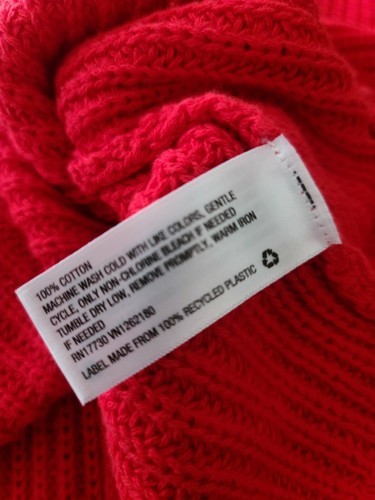 100% COTTON
MACHINE WASH COLD WITH LIKE COLORS, GENTLE
CYCLE, ONLY NON-CHLORINE BLEACH IF NEEDED
TUMBLE DRY LOW, REMOVE PROMPTLY, WARM IRON
IF NEEDED
RN17730 VN1262180
LABEL MADE FROM 100% RECYCLED PLASTIC